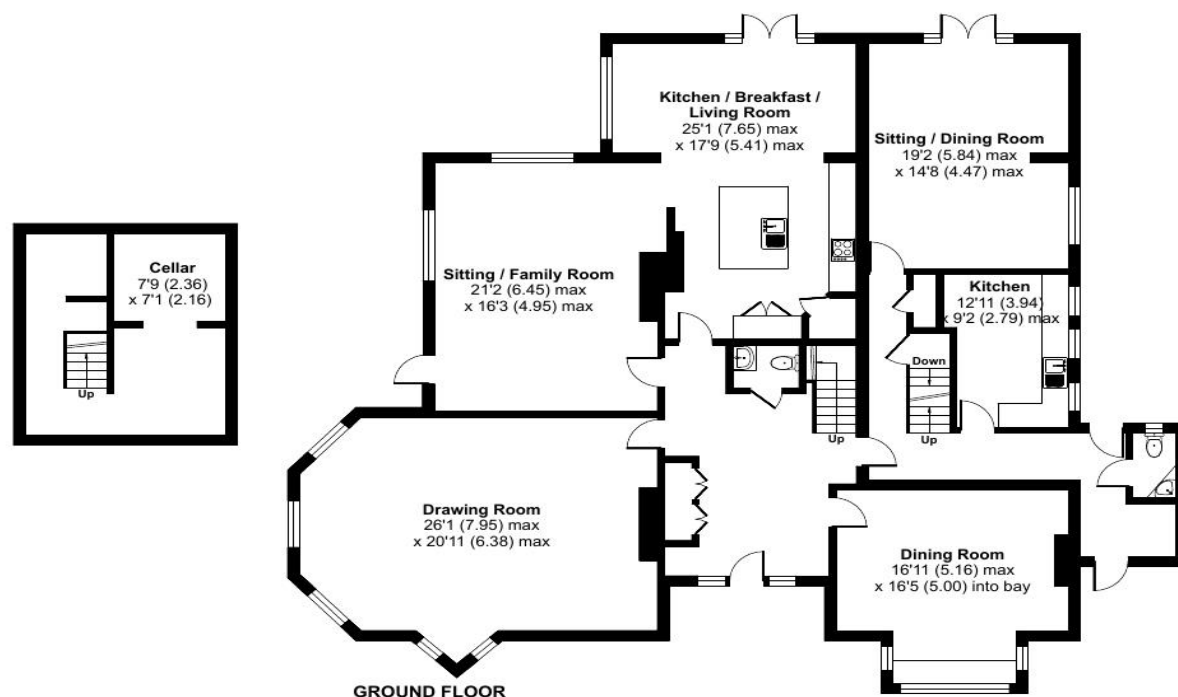 Kitchen / Breakfast /
Living Room
25'1 (7.65) max
x 17'9 (5.41) max
Sitting / Dining Room
19'2 (5.84) max
x 14'8 (4.47) max
Cellar
7'9 (2.36)
x 7'1 (2.16)
Up
Sitting / Family Room
21'2 (6.45) max
x 16'3 (4.95) max
Kitchen
12'11 (3.94)
x 9'2 (2.79) max
Down
Up
Up
Drawing Room
26'1 (7.95) max
x 20'11 (6.38) max
Dining Room
16'11 (5.16) max
x 16'5 (5.00) into bay
GROUND FLOOR